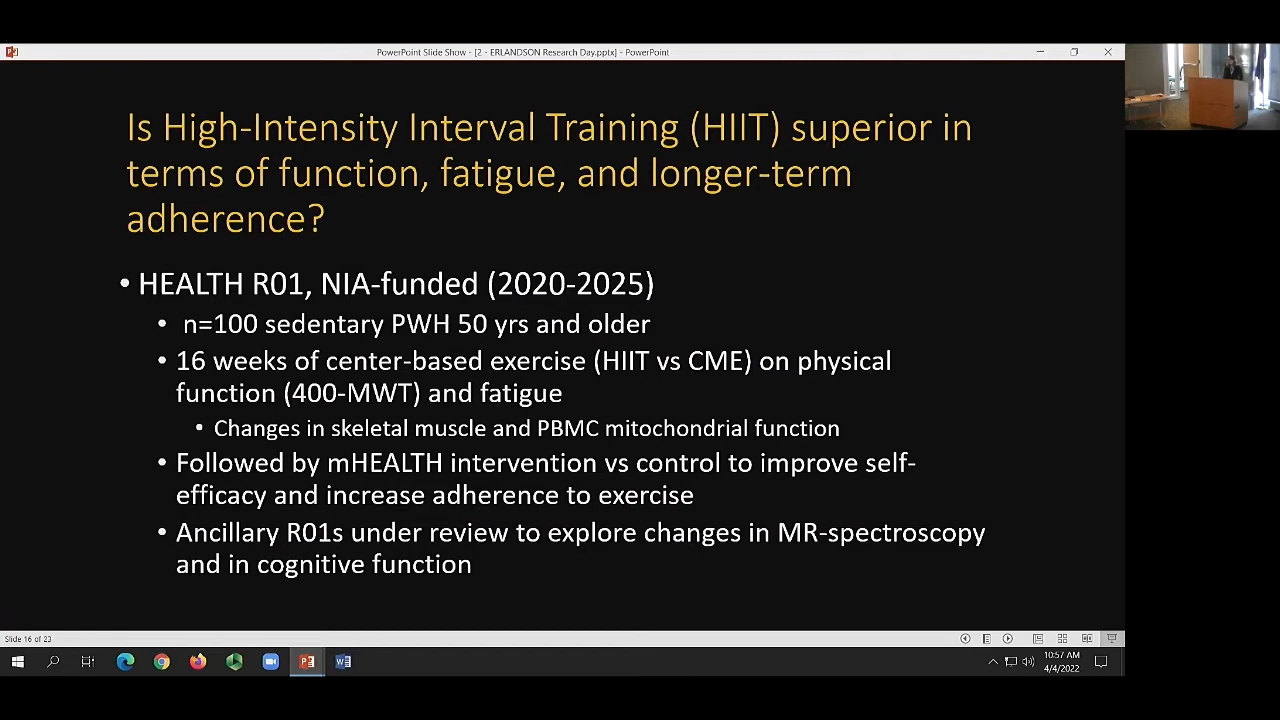 PowerPoint Slide Show - [2 - ERLANDSON Research Day.pptx] - PowerPoint
Is High-Intensity Interval Training (HIIT) superior in
terms of function, fatigue, and longer-term
adherence?
• HEALTH R01, NIA-funded (2020-2025)
• n=100 sedentary PWH 50 yrs and older
• 16 weeks of center-based exercise (HIIT vs CME) on physical
function (400-MWT) and fatigue
• Changes in skeletal muscle and PBMC mitochondrial function
• Followed by mHEALTH intervention vs control to improve self-
efficacy and increase adherence to exercise
• Ancillary R01s under review to explore changes in MR-spectroscopy
and in cognitive function
Slide 16 of 23
10:57 AM
4/4/2022